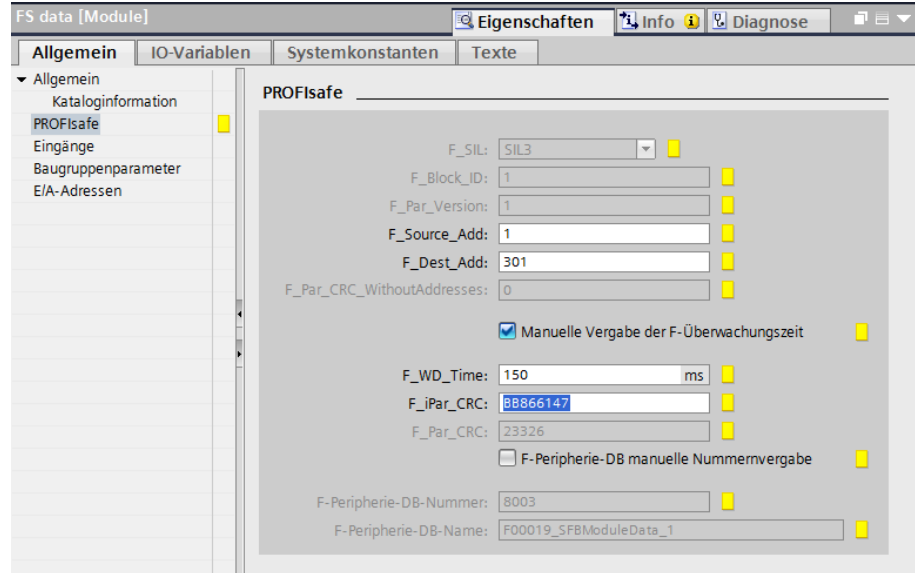 FS data [Module]
Eigenschaften
Info
Diagnose
Allgemein
IO-Variablen
Systemkonstanten
Texte
Allgemein
Kataloginformation
PROFIsafe
Eingänge
Baugruppenparameter
E/A-Adressen
PROFIsafe
F_SIL: SIL3
F_Block_ID: 1
F_Par_Version: 1
F_Source_Add: 1
F_Dest_Add: 301
F_Par_CRC_WithoutAddresses: 0
Manuelle Vergabe der F-Überwachungszeit
F_WD_Time: 150 ms
F_iPar_CRC: BB866147
F_Par_CRC: 23326
F-Peripherie-DB manuelle Nummernvergabe
F-Peripherie-DB-Nummer: 8003
F-Peripherie-DB-Name: F00019_SFBModuleData_1